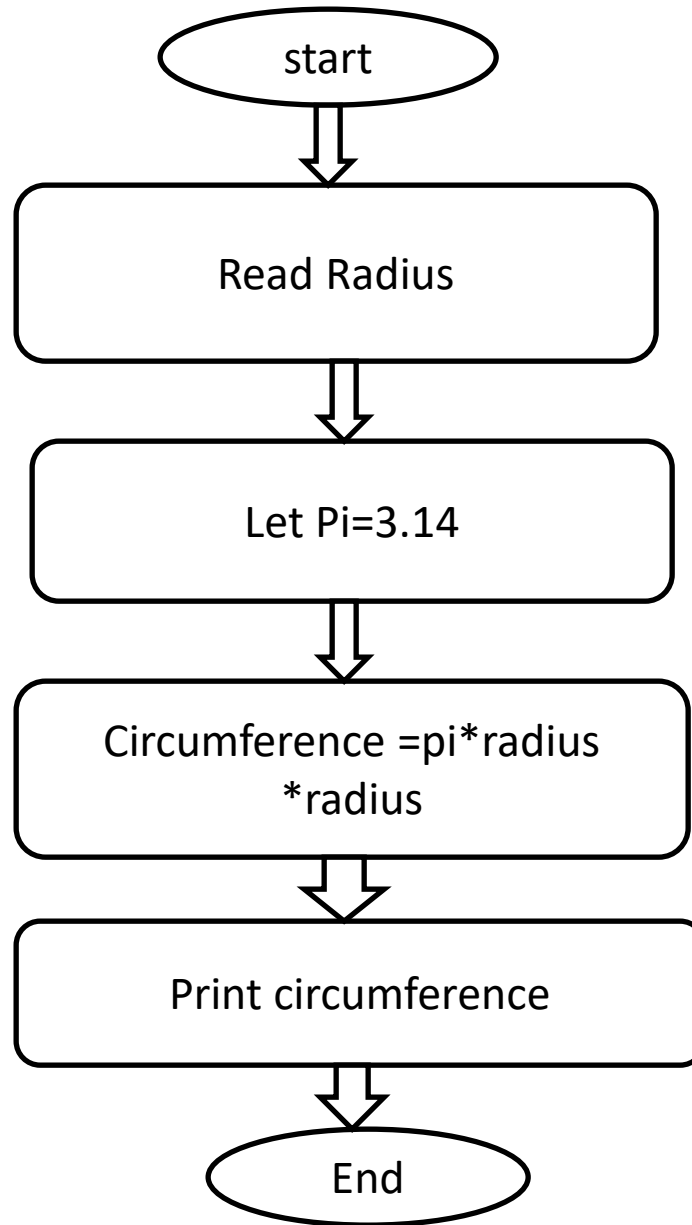 start
Read Radius
Let Pi=3.14
Circumference =pi*radius
*radius
Print circumference
End